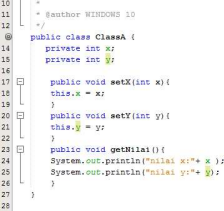 10
11 *
12 * @author WINDOWS 10
*/
public class ClassA {
14 private int x;
15 private int y;
16
17 public void setX(int x){
18 this.x = x;
19 }
20 public void setY(int y){
21 this.y = y;
22 }
23 public void getNilai(){
24 System.out.println("nilai x:"+ x );
25 System.out.println("nilai y:"+ y);
26 }
27 }
28